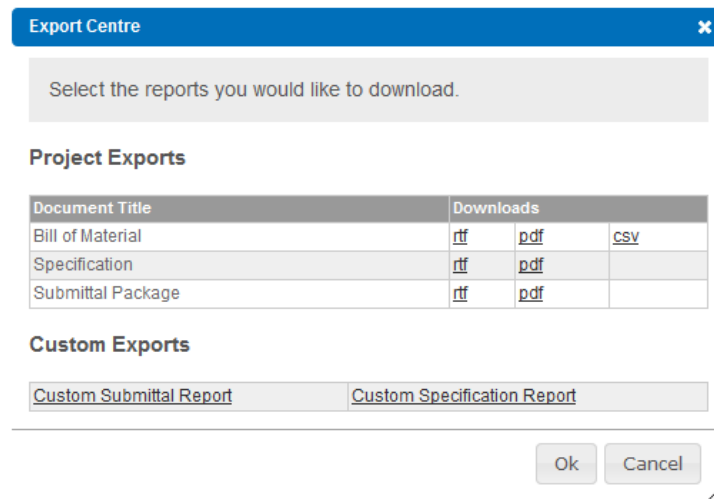 Export Centre
Select the reports you would like to download.
Project Exports
Document Title Downloads
Bill of Material rtf pdf csv
Specification rtf pdf
Submittal Package rtf pdf
Custom Exports
Custom Submittal Report Custom Specification Report
Ok Cancel